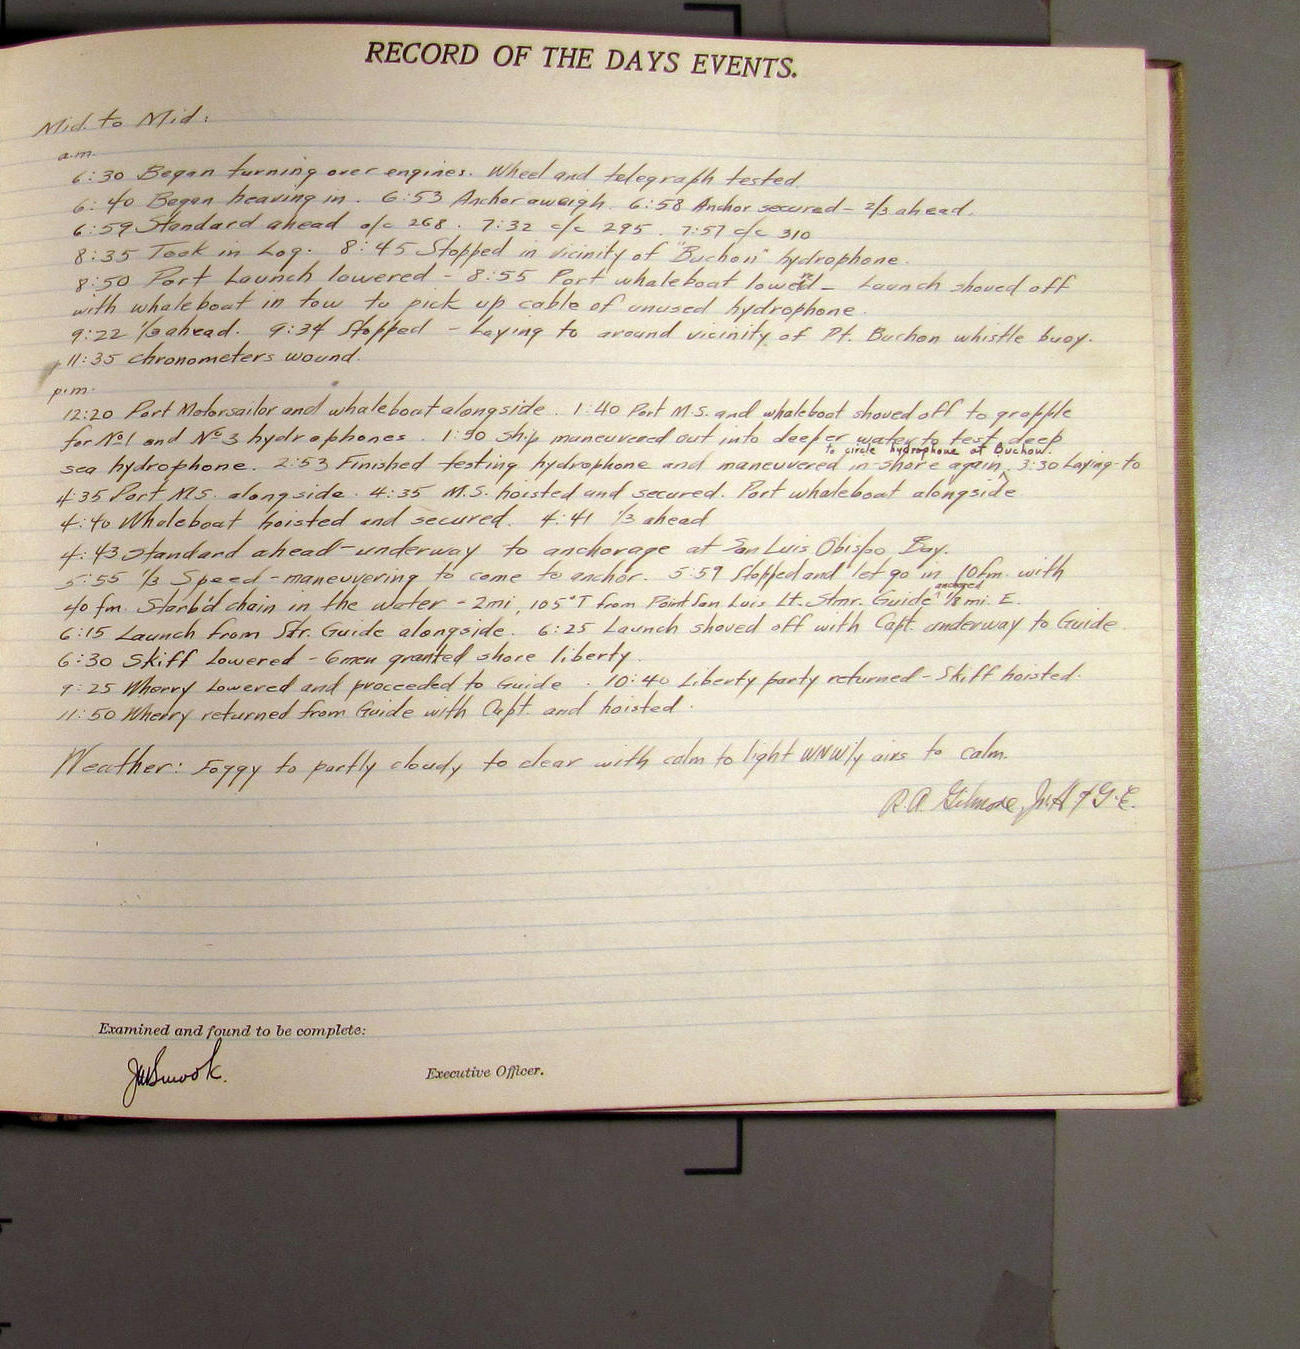 RECORD OF THE DAYS EVENTS.
Mid. to Mid:
a.m.
6:30 Began turning over engines. Wheel and telegraph tested.
6:40 Began heaving in. 6:53 Anchor aweigh. 6:58 Anchor secured – 2/3 ahead.
6:59 Standard ahead o/c 268. 7:32 c/c 295. 7:57 c/c 310
8:35 Took in Log. 8:45 Stopped in vicinity of "Buchon" hydrophone.
8:50 Port Launch lowered – 8:55 Port whaleboat lowered – Launch shoved off
with whaleboat in tow to pick up cable of unused hydrophone.
9:22 1/3 ahead. 9:34 Stopped – Laying to around vicinity of Pt. Buchon whistle buoy.
11:35 Chronometers wound.
p.m.
12:20 Port Motorsailor and whaleboat alongside. 1:40 Port M.S. and whaleboat shoved off to grapple
for No 1 and No 3 hydrophones. 1:50 Ship maneuvered out into deeper water to test deep
to circle hydrophone at Buchon.
sea hydrophone. 2:53 Finished testing hydrophone and maneuvered in-shore again. 3:30 Laying-to
4:35 Port M.S. alongside. 4:35 M.S. hoisted and secured. Port whaleboat alongside
4:40 Whaleboat hoisted and secured. 4:41 1/3 ahead
4:43 Standard ahead – underway to anchorage at San Luis Obispo Bay.
5:55 1/3 Speed – maneuvering to come to anchor. 5:59 Stopped and let go in 10 fm. with
anchored
40 fm. Starb'd chain in the water – 2 mi, 105°T from Point San Luis Lt. Stmr. Guide 1/8 mi. E.
6:15 Launch from Str. Guide alongside. 6:25 Launch shoved off with Capt. underway to Guide.
6:30 Skiff Lowered – 6 men granted shore liberty.
9:25 Wherry Lowered and proceeded to Guide. 10:40 Liberty party returned – Skiff hoisted.
11:50 Wherry returned from Guide with Capt. and hoisted.
Weather: Foggy to partly cloudy to clear with calm to light WNW'ly airs to calm.
R. A. Gilmore, Jr. H & G. E.
Examined and found to be complete:
Executive Officer.